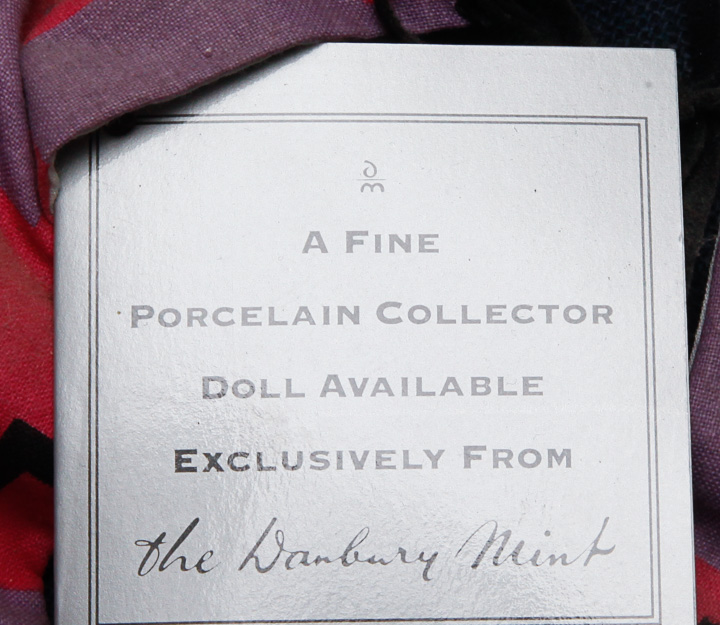 A FINE
PORCELAIN COLLECTOR
DOLL AVAILABLE
EXCLUSIVELY FROM
the Danbury Mint